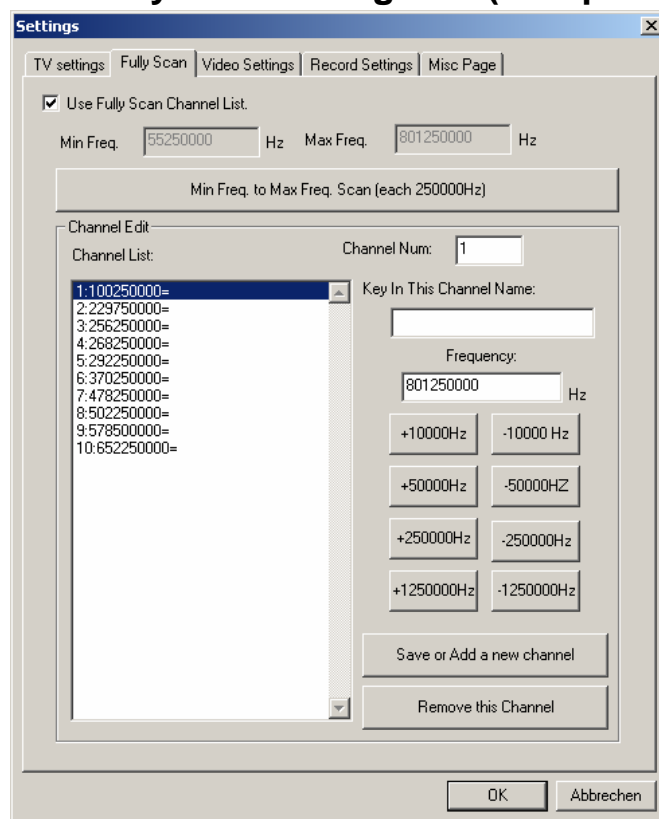 Settings
TV settings Fully Scan Video Settings Record Settings Misc Page
Use Fully Scan Channel List.
Min Freq. 55250000 Hz Max Freq. 801250000 Hz
Min Freq. to Max Freq. Scan (each 250000Hz)
Channel Edit
Channel List:
Channel Num: 1
1:100250000=
2:229750000=
3:256250000=
4:268250000=
5:292250000=
6:370250000=
7:478250000=
8:502250000=
9:578500000=
10:652250000=
Key In This Channel Name:
Frequency:
801250000 Hz
+10000Hz -10000 Hz
+50000Hz -50000HZ
+250000Hz -250000Hz
+1250000Hz -1250000Hz
Save or Add a new channel
Remove this Channel
OK Abbrechen